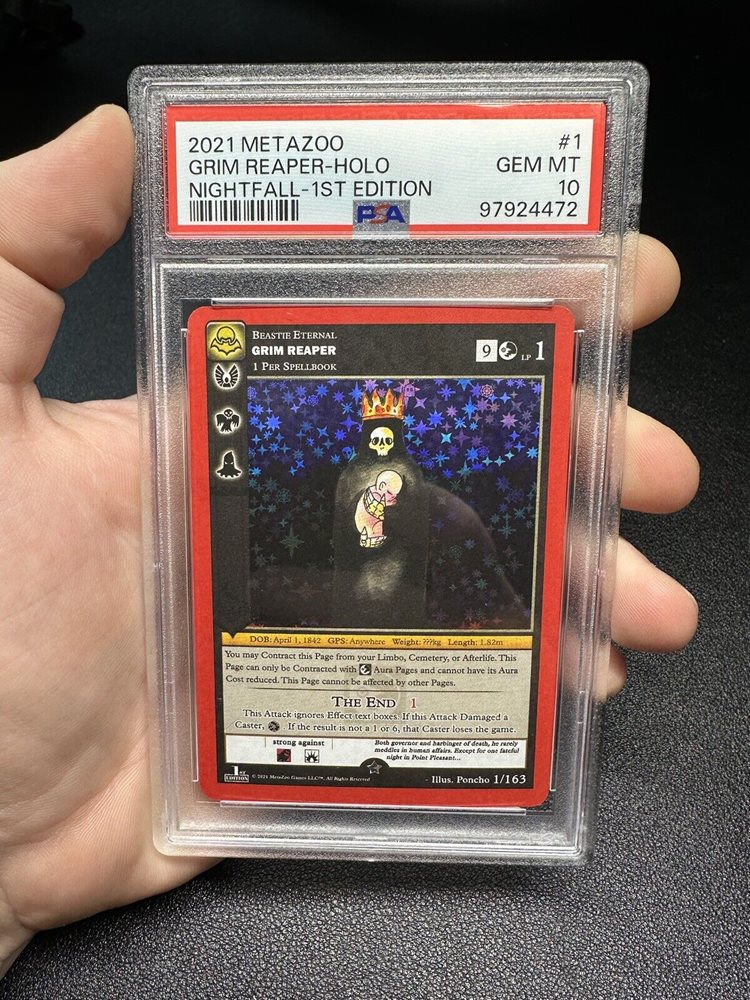 2021 METAZOO #1
GRIM REAPER-HOLO GEM MT
NIGHTFALL-1ST EDITION 10
PSA 97924472
BEASTIE ETERNAL
GRIM REAPER
1 PER SPELLBOOK
9 LP 1
DOB: April 1, 1842 GPS: Anywhere Weight: ???kg Length: 1.82m
You may Contract this Page from your Limbo, Cemetery, or Afterlife. This
Page can only be Contracted with Aura Pages and cannot have its Aura
Cost reduced. This Page cannot be affected by other Pages.
THE END 1
This Attack ignores Effect text boxes. If this Attack Damaged a
Caster, . If the result is not a 1 or 6, that Caster loses the game.
strong against
Both governor and harbinger of death, he rarely
meddles in human affairs. Except for one fateful
night in Point Pleasant...
1ST
EDITION
© 2021 MetaZoo Games LLC™. All Rights Reserved
Illus. Poncho 1/163